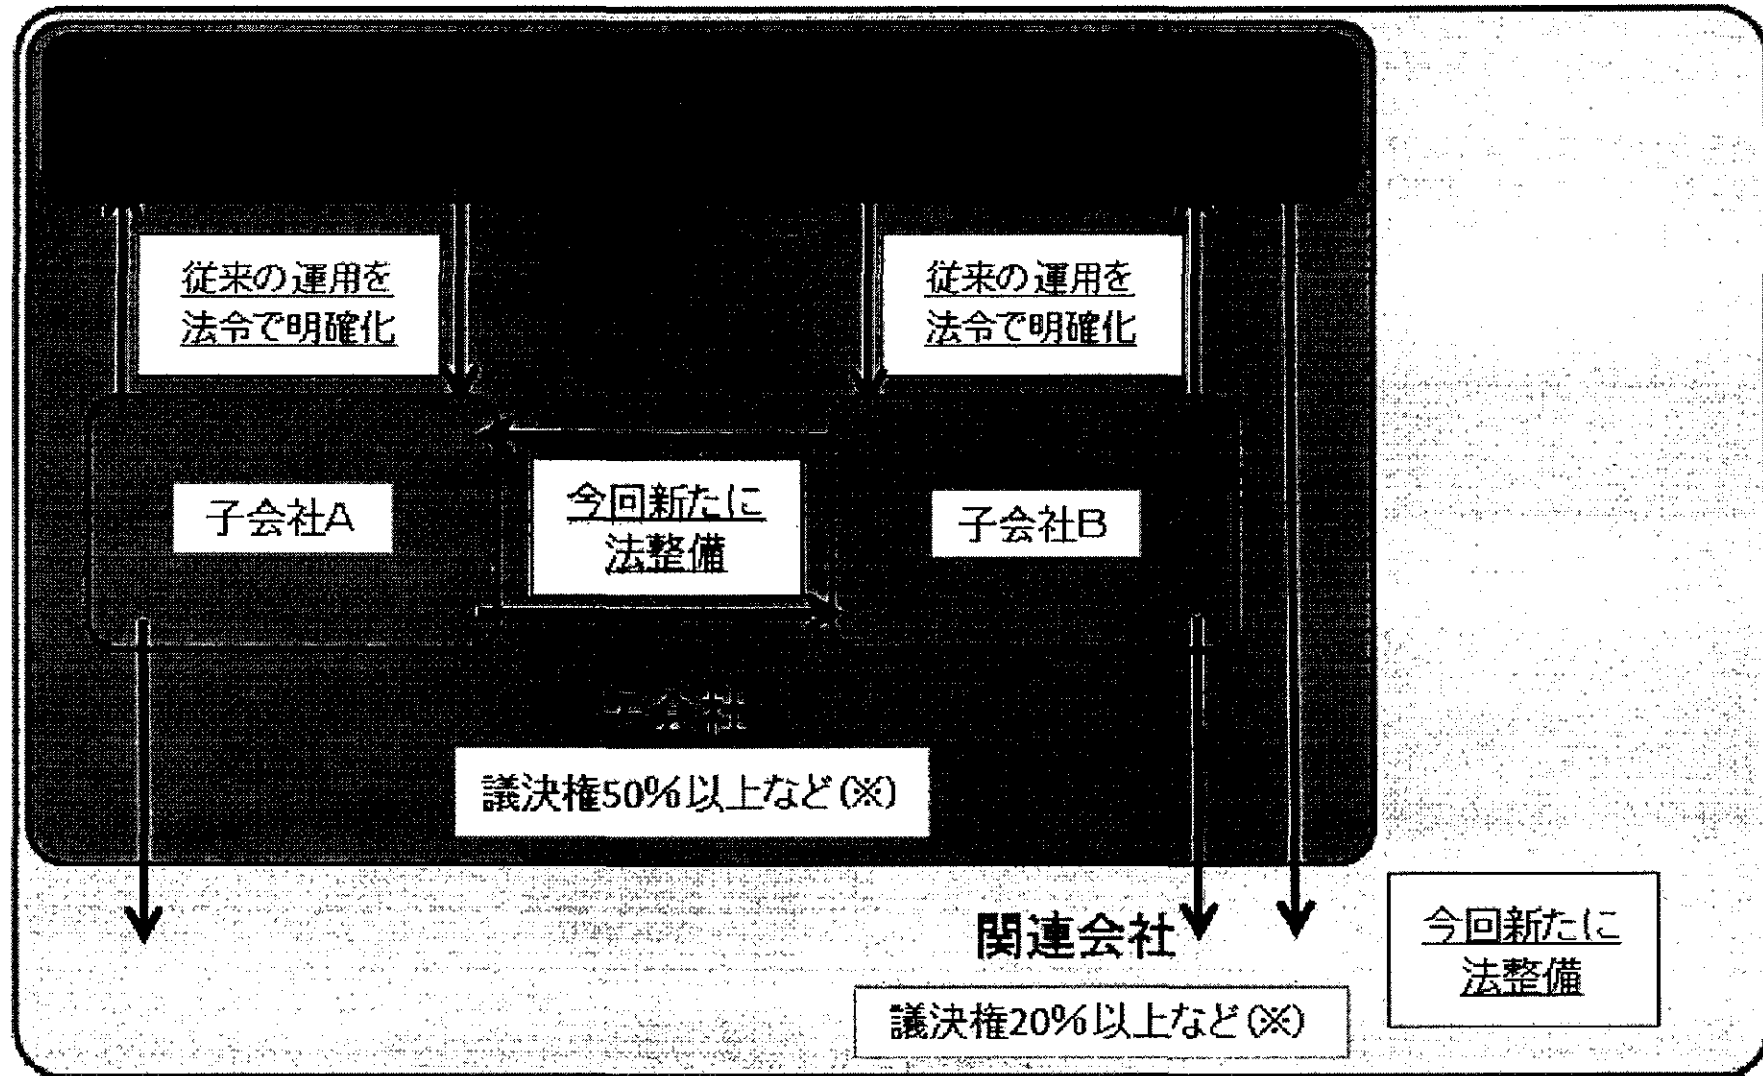 従来の運用を
法令で明確化
従来の運用を
法令で明確化
子会社A
今回新たに
法整備
子会社B
子会社
議決権50%以上など(※)
関連会社
議決権20%以上など(※)
今回新たに
法整備